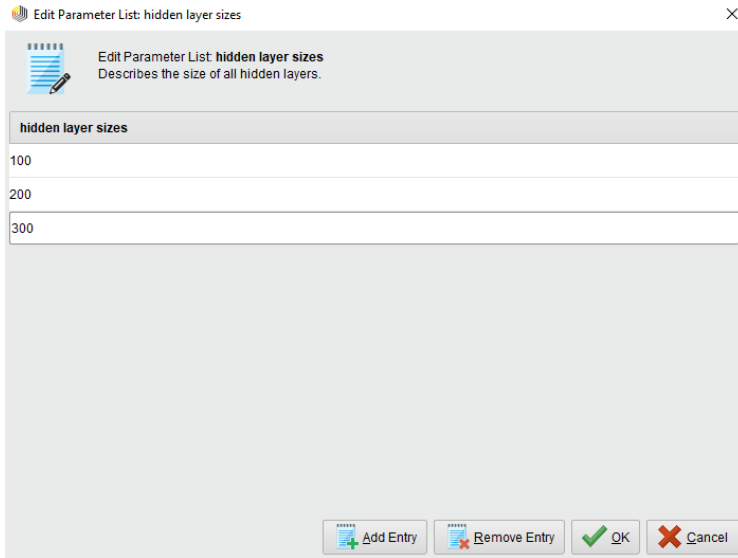 Edit Parameter List: hidden layer sizes
Edit Parameter List: hidden layer sizes
Describes the size of all hidden layers.
hidden layer sizes
100
200
300
Add Entry Remove Entry OK Cancel